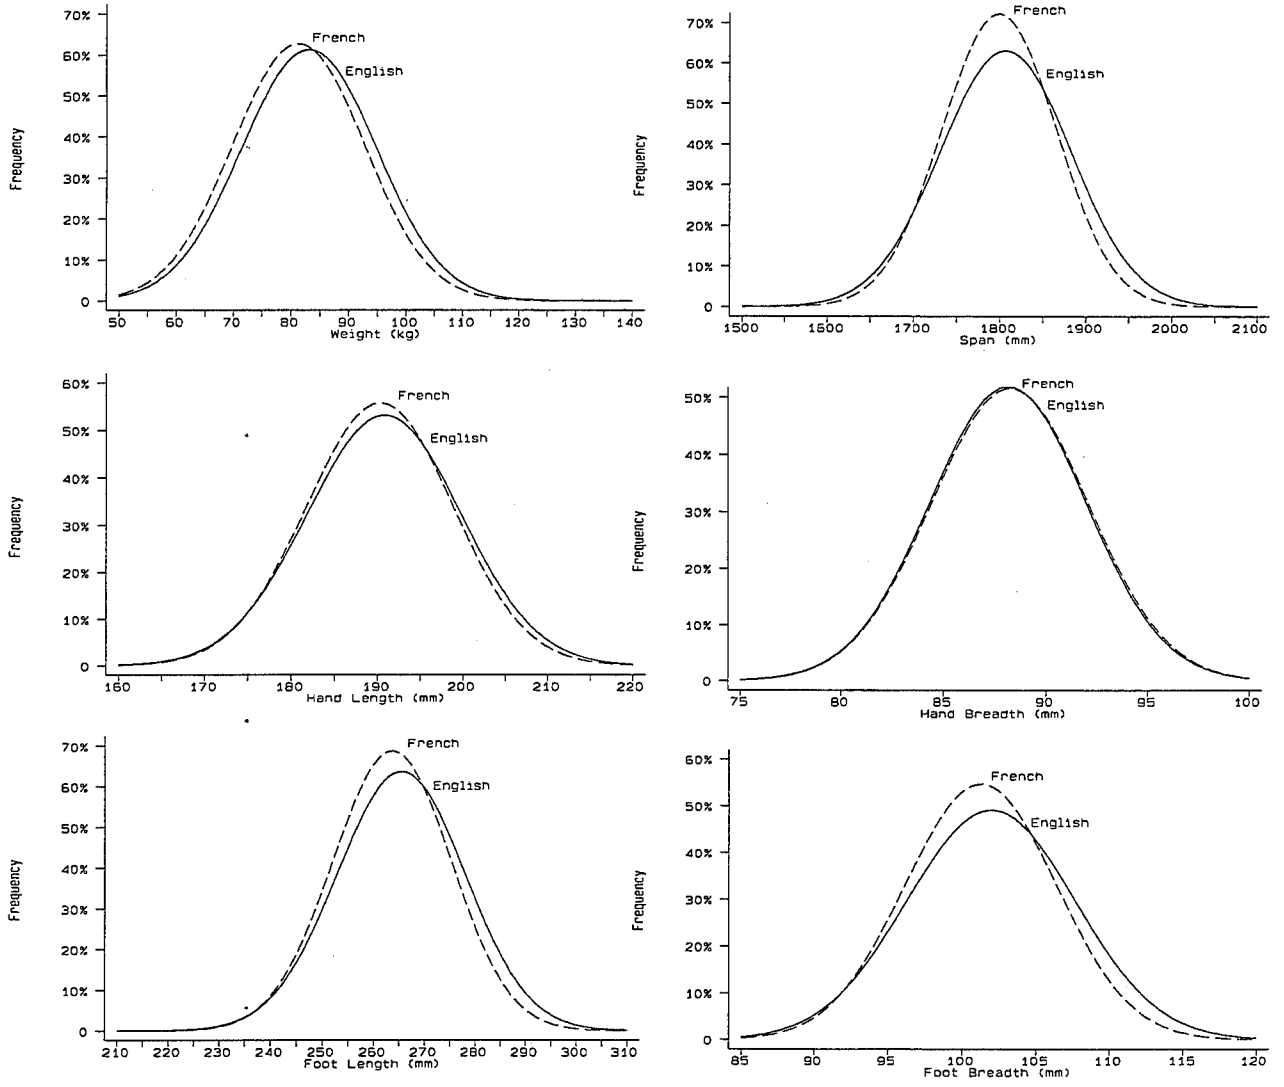 70%
60%
50%
40%
30%
20%
10%
0
Frequency
French
English
50 60 70 80 90 100 110 120 130 140
Weight (kg)
70%
60%
50%
40%
30%
20%
10%
0
Frequency
French
English
1500 1600 1700 1800 1900 2000 2100
Span (mm)
60%
50%
40%
30%
20%
10%
0
Frequency
French
English
160 170 180 190 200 210 220
Hand Length (mm)
50%
40%
30%
20%
10%
0
Frequency
French
English
75 80 85 90 95 100
Hand Breadth (mm)
70%
60%
50%
40%
30%
20%
10%
0
Frequency
French
English
210 220 230 240 250 260 270 280 290 300 310
Foot Length (mm)
60%
50%
40%
30%
20%
10%
0
Frequency
French
English
85 90 95 100 105 110 115 120
Foot Breadth (mm)